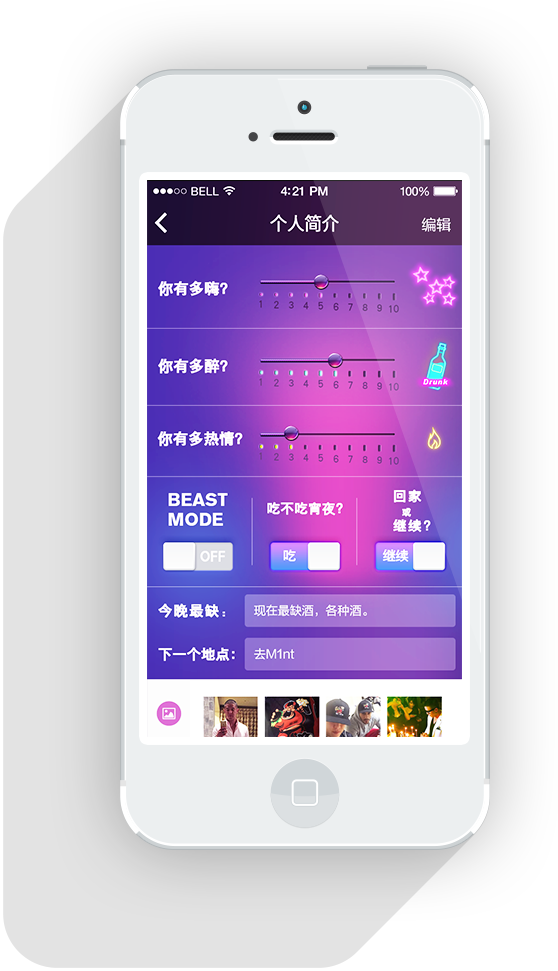 BELL 4:21 PM 100%
个人简介 编辑
你有多嗨?
1 2 3 4 5 6 7 8 9 10
你有多醉?
1 2 3 4 5 6 7 8 9 10
Drunk
你有多热情?
1 2 3 4 5 6 7 8 9 10
BEAST
MODE
OFF
吃不吃宵夜?
吃
回家
或
继续?
继续
今晚最缺：
现在最缺酒，各种酒。
下一个地点：
去M1nt